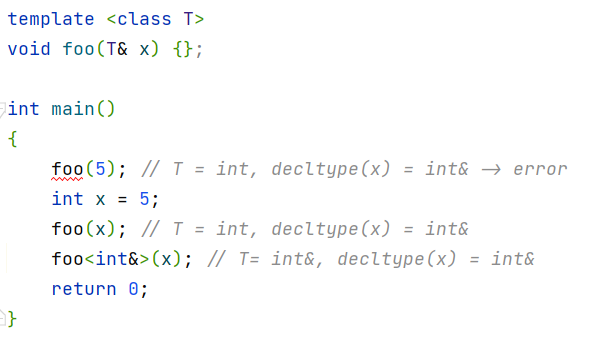 template <class T>
void foo(T& x) {};
int main()
{
foo(5); // T = int, decltype(x) = int& -> error
int x = 5;
foo(x); // T = int, decltype(x) = int&
foo<int&>(x); // T= int&, decltype(x) = int&
return 0;
}